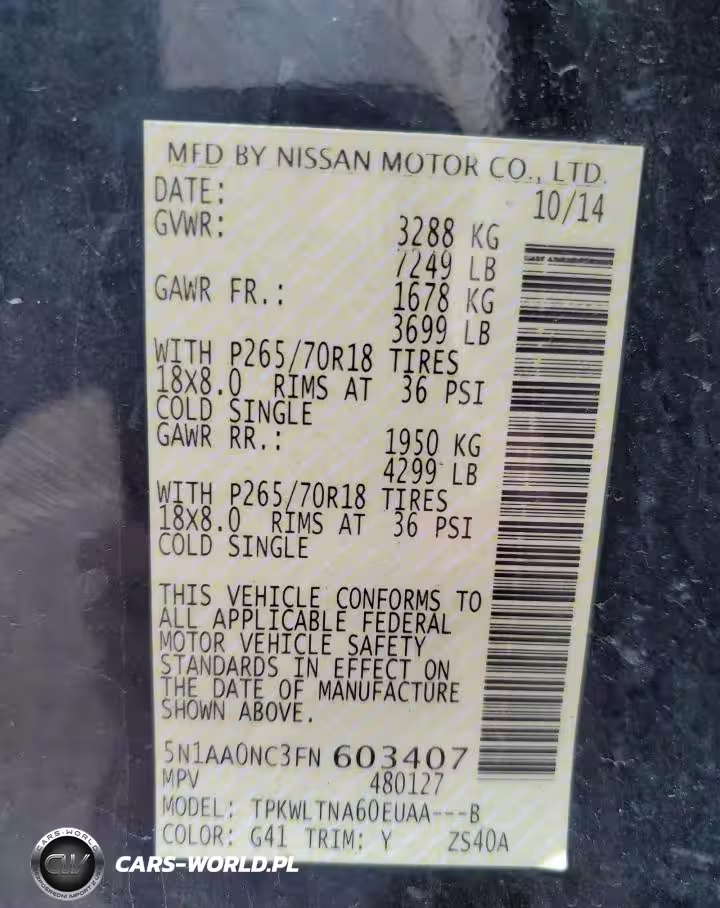 MFD BY NISSAN MOTOR CO., LTD.
DATE: 10/14
GVWR: 3288 KG
7249 LB
GAWR FR.: 1678 KG
3699 LB
WITH P265/70R18 TIRES
18X8.0 RIMS AT 36 PSI
COLD SINGLE
GAWR RR.: 1950 KG
4299 LB
WITH P265/70R18 TIRES
18X8.0 RIMS AT 36 PSI
COLD SINGLE
THIS VEHICLE CONFORMS TO
ALL APPLICABLE FEDERAL
MOTOR VEHICLE SAFETY
STANDARDS IN EFFECT ON
THE DATE OF MANUFACTURE
SHOWN ABOVE.
5N1AA0NC3FN 603407
MPV 480127
MODEL: TPKWLTNA60EUAA---B
COLOR: G41 TRIM: Y ZS40A
CARS-WORLD
CW
CARS-WORLD.PL